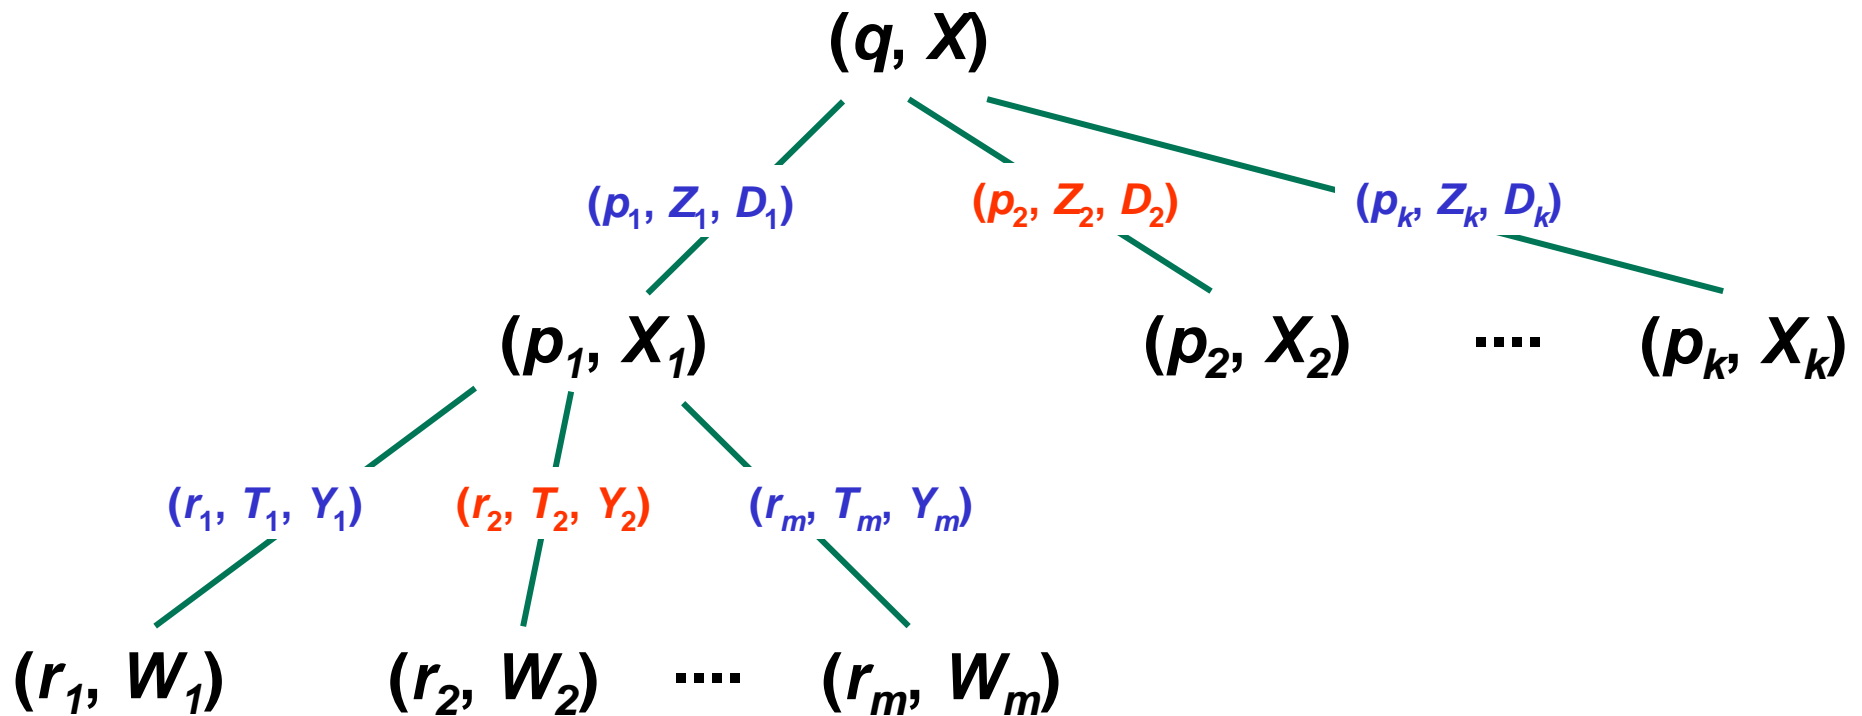 (q, X)
(p₁, Z₁, D₁) (p₂, Z₂, D₂) (pₖ, Zₖ, Dₖ)
(p₁, X₁) (p₂, X₂) ···· (pₖ, Xₖ)
(r₁, T₁, Y₁) (r₂, T₂, Y₂) (rₘ, Tₘ, Yₘ)
(r₁, W₁) (r₂, W₂) ···· (rₘ, Wₘ)